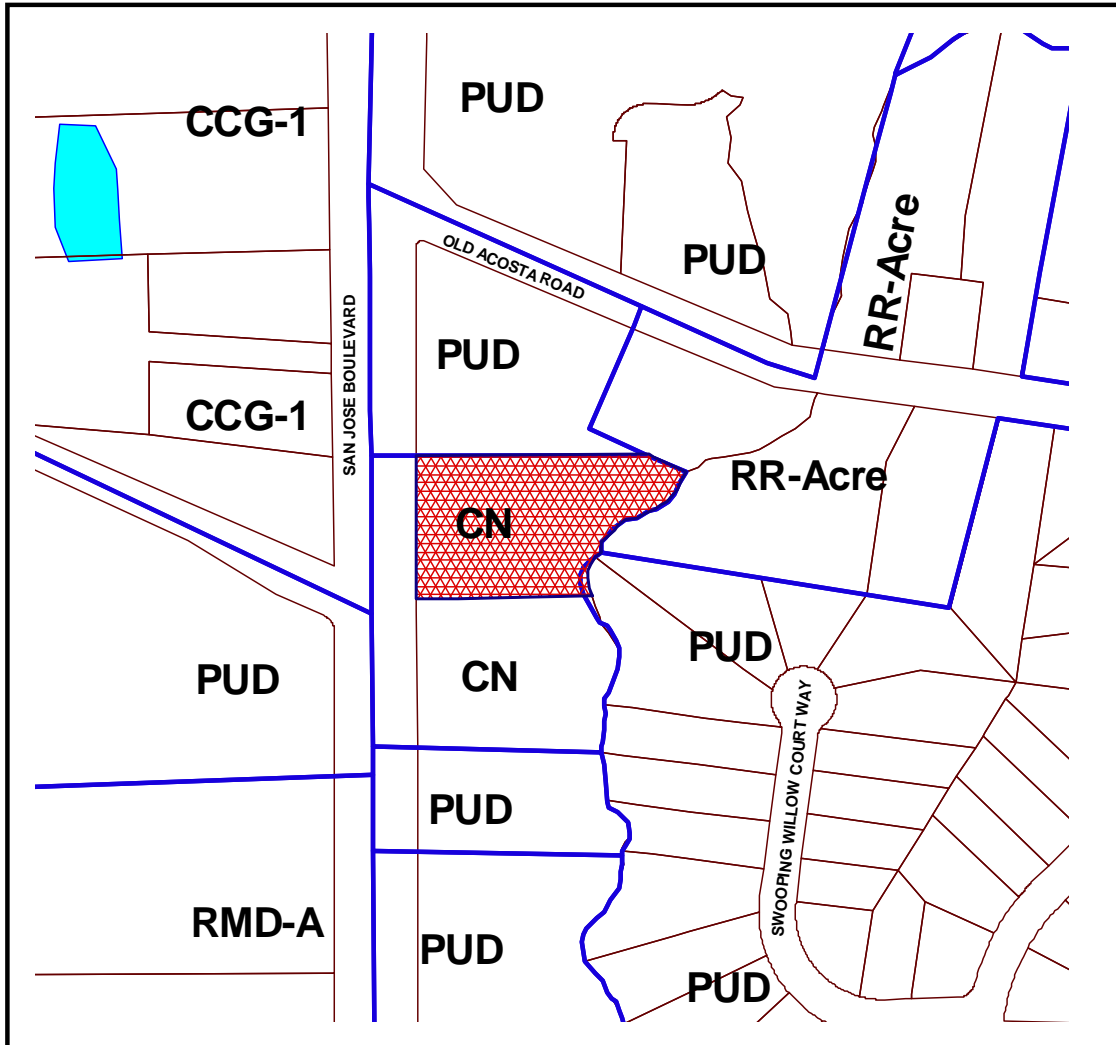 PUD
CCG-1
PUD
RR-Acre
OLD ACOSTA ROAD
SAN JOSE BOULEVARD
PUD
CCG-1
RR-Acre
CN
PUD
CN
PUD
SWOOPING WILLOW COURT WAY
PUD
RMD-A
PUD
PUD